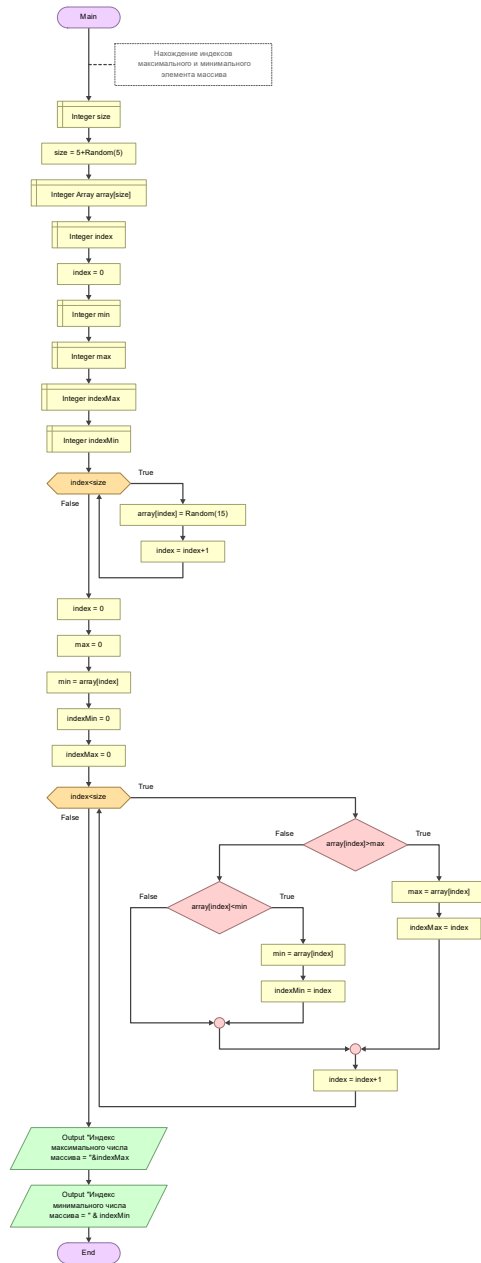 Main
Нахождение индексов
максимального и минимального
элемента массива
Integer size
size = 5+Random(5)
Integer Array array[size]
Integer index
index = 0
Integer min
Integer max
Integer indexMax
Integer indexMin
index<size
True
False
array[index] = Random(15)
index = index+1
index = 0
max = 0
min = array[index]
indexMin = 0
indexMax = 0
index<size
True
False
array[index]>max
False
True
max = array[index]
indexMax = index
array[index]<min
False
True
min = array[index]
indexMin = index
index = index+1
Output "Индекс
максимального числа
массива = "&indexMax
Output "Индекс
минимального числа
массива = " & indexMin
End